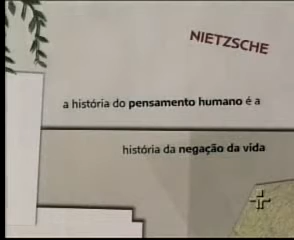 NIETZSCHE
a história do pensamento humano é a
história da negação da vida